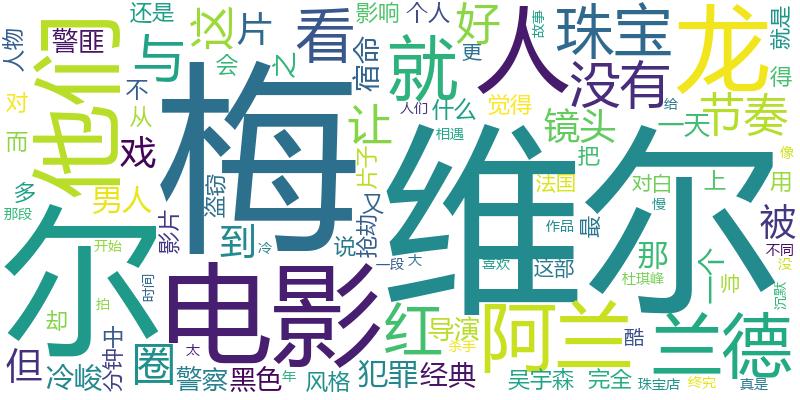 还是 这 片 看 影响 个人 好 人 故事 珠宝 龙 就是
人物 警匪 他们 与 会 之 宿命 就 更 没有 得
对 不 从 梅 让 人们 什么 觉得 镜头 一天 节奏 给
而 戏 片子 相遇 维尔 把 像
多 男人 盗窃 又 法国 对白 上 用
那段 尔 影片 到 说 抢劫 作品 最 那 个 被
开始 冷 一段 大 喜欢 这部 慢 不同
却 拍 时间 电影 红 杜琪峰 帅 沉默 没
但 分钟 中 圈 太 导演 杀手 阿兰 酷 兰德
冷峻 警察 黑色 年 风格 犯罪 经典 吴宇森 完全 珠宝店 终究 真是